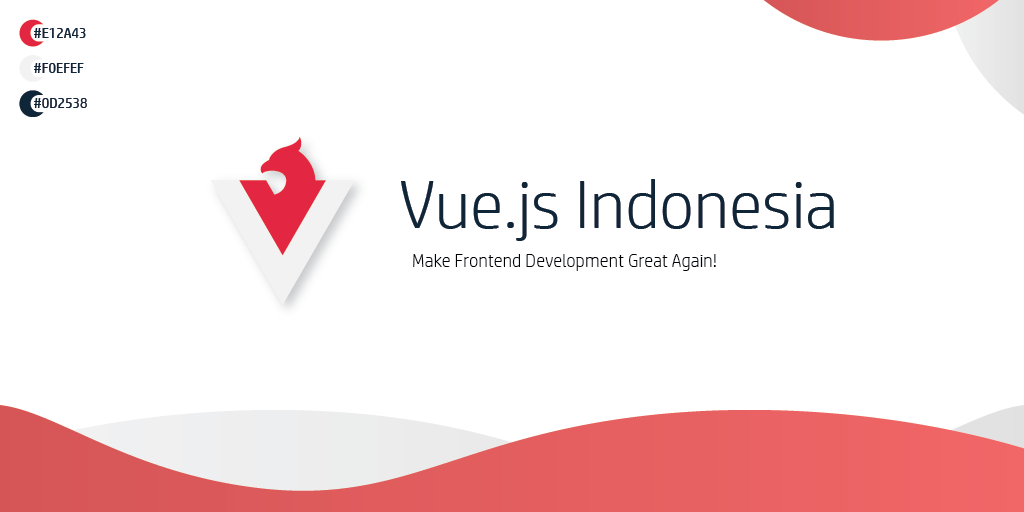 #E12A43
#F0EFEF
#0D2538
Vue.js Indonesia
Make Frontend Development Great Again!